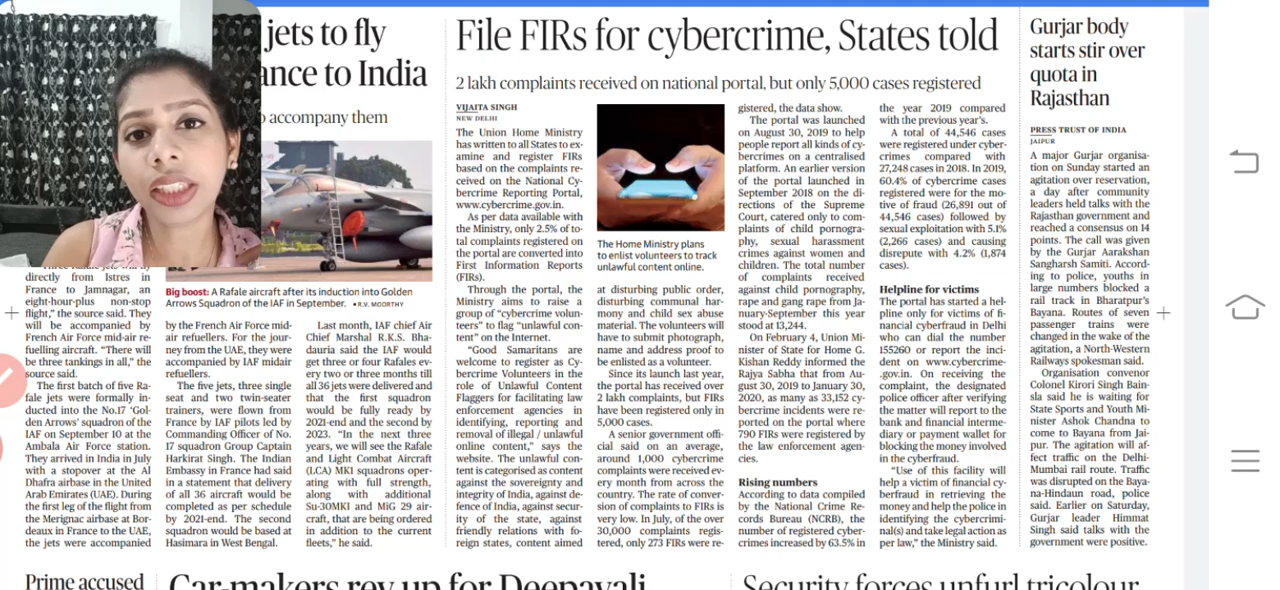 jets to fly
ance to India
accompany them
directly from Istres in
France to Jamnagar, an
eight-hour-plus non-stop
flight,” the source said. They
will be accompanied by
French Air Force mid-air re-
fuelling aircraft. “There will
be three tankings in all,” the
source said.
The first batch of five Ra-
fale jets were formally in-
ducted into the No.17 ‘Gol-
den Arrows’ squadron of the
IAF on September 10 at the
Ambala Air Force station.
They arrived in India in July
with a stopover at the Al
Dhafra airbase in the United
Arab Emirates (UAE). During
the first leg of the flight from
the Merignac airbase at Bor-
deaux in France to the UAE,
the jets were accompanied
Big boost: A Rafale aircraft after its induction into Golden
Arrows Squadron of the IAF in September. • R.V. MOORTHY
by the French Air Force mid-
air refuellers. For the jour-
ney from the UAE, they were
accompanied by IAF midair
refuellers.
The five jets, three single
seat and two twin-seater
trainers, were flown from
France by IAF pilots led by
Commanding Officer of No.
17 squadron Group Captain
Harkirat Singh. The Indian
Embassy in France had said
in a statement that delivery
of all 36 aircraft would be
completed as per schedule
by 2021-end. The second
squadron would be based at
Hasimara in West Bengal.
Last month, IAF chief Air
Chief Marshal R.K.S. Bha-
dauria said the IAF would
get three or four Rafales ev-
ery two or three months till
all 36 jets were delivered and
that the first squadron
would be fully ready by
2021-end and the second by
2023. “In the next three
years, we will see the Rafale
and Light Combat Aircraft
(LCA) MK1 squadrons oper-
ating with full strength,
along with additional
Su-30MKI and MiG 29 air-
craft, that are being ordered
in addition to the current
fleets,” he said.
File FIRs for cybercrime, States told
2 lakh complaints received on national portal, but only 5,000 cases registered
VIJAITA SINGH
NEW DELHI
The Union Home Ministry
has written to all States to ex-
amine and register FIRs
based on the complaints re-
ceived on the National Cy-
bercrime Reporting Portal,
www.cybercrime.gov.in.
As per data available with
the Ministry, only 2.5% of to-
tal complaints registered on
the portal are converted into
First Information Reports
(FIRs).
Through the portal, the
Ministry aims to raise a
group of “cybercrime volun-
teers” to flag “unlawful con-
tent” on the Internet.
“Good Samaritans are
welcome to register as Cy-
bercrime Volunteers in the
role of Unlawful Content
Flaggers for facilitating law
enforcement agencies in
identifying, reporting and
removal of illegal / unlawful
online content,” says the
website. The unlawful con-
tent is categorised as content
against the sovereignty and
integrity of India, against de-
fence of India, against secur-
ity of the state, against
friendly relations with fo-
reign states, content aimed
The Home Ministry plans
to enlist volunteers to track
unlawful content online.
at disturbing public order,
disturbing communal har-
mony and child sex abuse
material. The volunteers will
have to submit photograph,
name and address proof to
be enlisted as a volunteer.
Since its launch last year,
the portal has received over
2 lakh complaints, but FIRs
have been registered only in
5,000 cases.
A senior government offi-
cial said on an average,
around 1,000 cybercrime
complaints were received ev-
ery month from across the
country. The rate of conver-
sion of complaints to FIRs is
very low. In July, of the over
30,000 complaints regis-
tered, only 273 FIRs were re-
gistered, the data show.
The portal was launched
on August 30, 2019 to help
people report all kinds of cy-
bercrimes on a centralised
platform. An earlier version
of the portal launched in
September 2018 on the di-
rections of the Supreme
Court, catered only to com-
plaints of child pornogra-
phy, sexual harassment
crimes against women and
children. The total number
of complaints received
against child pornography,
rape and gang rape from Ja-
nuary-September this year
stood at 13,244.
On February 4, Union Mi-
nister of State for Home G.
Kishan Reddy informed the
Rajya Sabha that from Au-
gust 30, 2019 to January 30,
2020, as many as 33,152 cy-
bercrime incidents were re-
ported on the portal where
790 FIRs were registered by
the law enforcement agen-
cies.
Rising numbers
According to data compiled
by the National Crime Re-
cords Bureau (NCRB), the
number of registered cyber-
crimes increased by 63.5% in
the year 2019 compared
with the previous year’s.
A total of 44,546 cases
were registered under cyber-
crimes compared with
27,248 cases in 2018. In 2019,
60.4% of cybercrime cases
registered were for the mo-
tive of fraud (26,891 out of
44,546 cases) followed by
sexual exploitation with 5.1%
(2,266 cases) and causing
disrepute with 4.2% (1,874
cases).
Helpline for victims
The portal has started a hel-
pline only for victims of fi-
nancial cyberfraud in Delhi
who can dial the number
155260 or report the inci-
dent on www.cybercrime-
.gov.in. On receiving the
complaint, the designated
police officer after verifying
the matter will report to the
bank and financial interme-
diary or payment wallet for
blocking the money involved
in the cyberfraud.
“Use of this facility will
help a victim of financial cy-
berfraud in retrieving the
money and help the police in
identifying the cybercrimi-
nal(s) and take legal action as
per law,” the Ministry said.
Gurjar body
starts stir over
quota in
Rajasthan
PRESS TRUST OF INDIA
JAIPUR
A major Gurjar organisa-
tion on Sunday started an
agitation over reservation,
a day after community
leaders held talks with the
Rajasthan government and
reached a consensus on 14
points. The call was given
by the Gurjar Aarakshan
Sangharsh Samiti. Accord-
ing to police, youths in
large numbers blocked a
rail track in Bharatpur’s
Bayana. Routes of seven
passenger trains were
changed in the wake of the
agitation, a North-Western
Railways spokesman said.
Organisation convenor
Colonel Kirori Singh Bain-
sla said he is waiting for
State Sports and Youth Mi-
nister Ashok Chandna to
come to Bayana from Jai-
pur. The agitation will af-
fect traffic on the Delhi-
Mumbai rail route. Traffic
was disrupted on the Baya-
na-Hindaun road, police
said. Earlier on Saturday,
Gurjar leader Himmat
Singh said talks with the
government were positive.
Prime accused
Car-makers rev up for Deepavali
Security forces unfurl tricolour